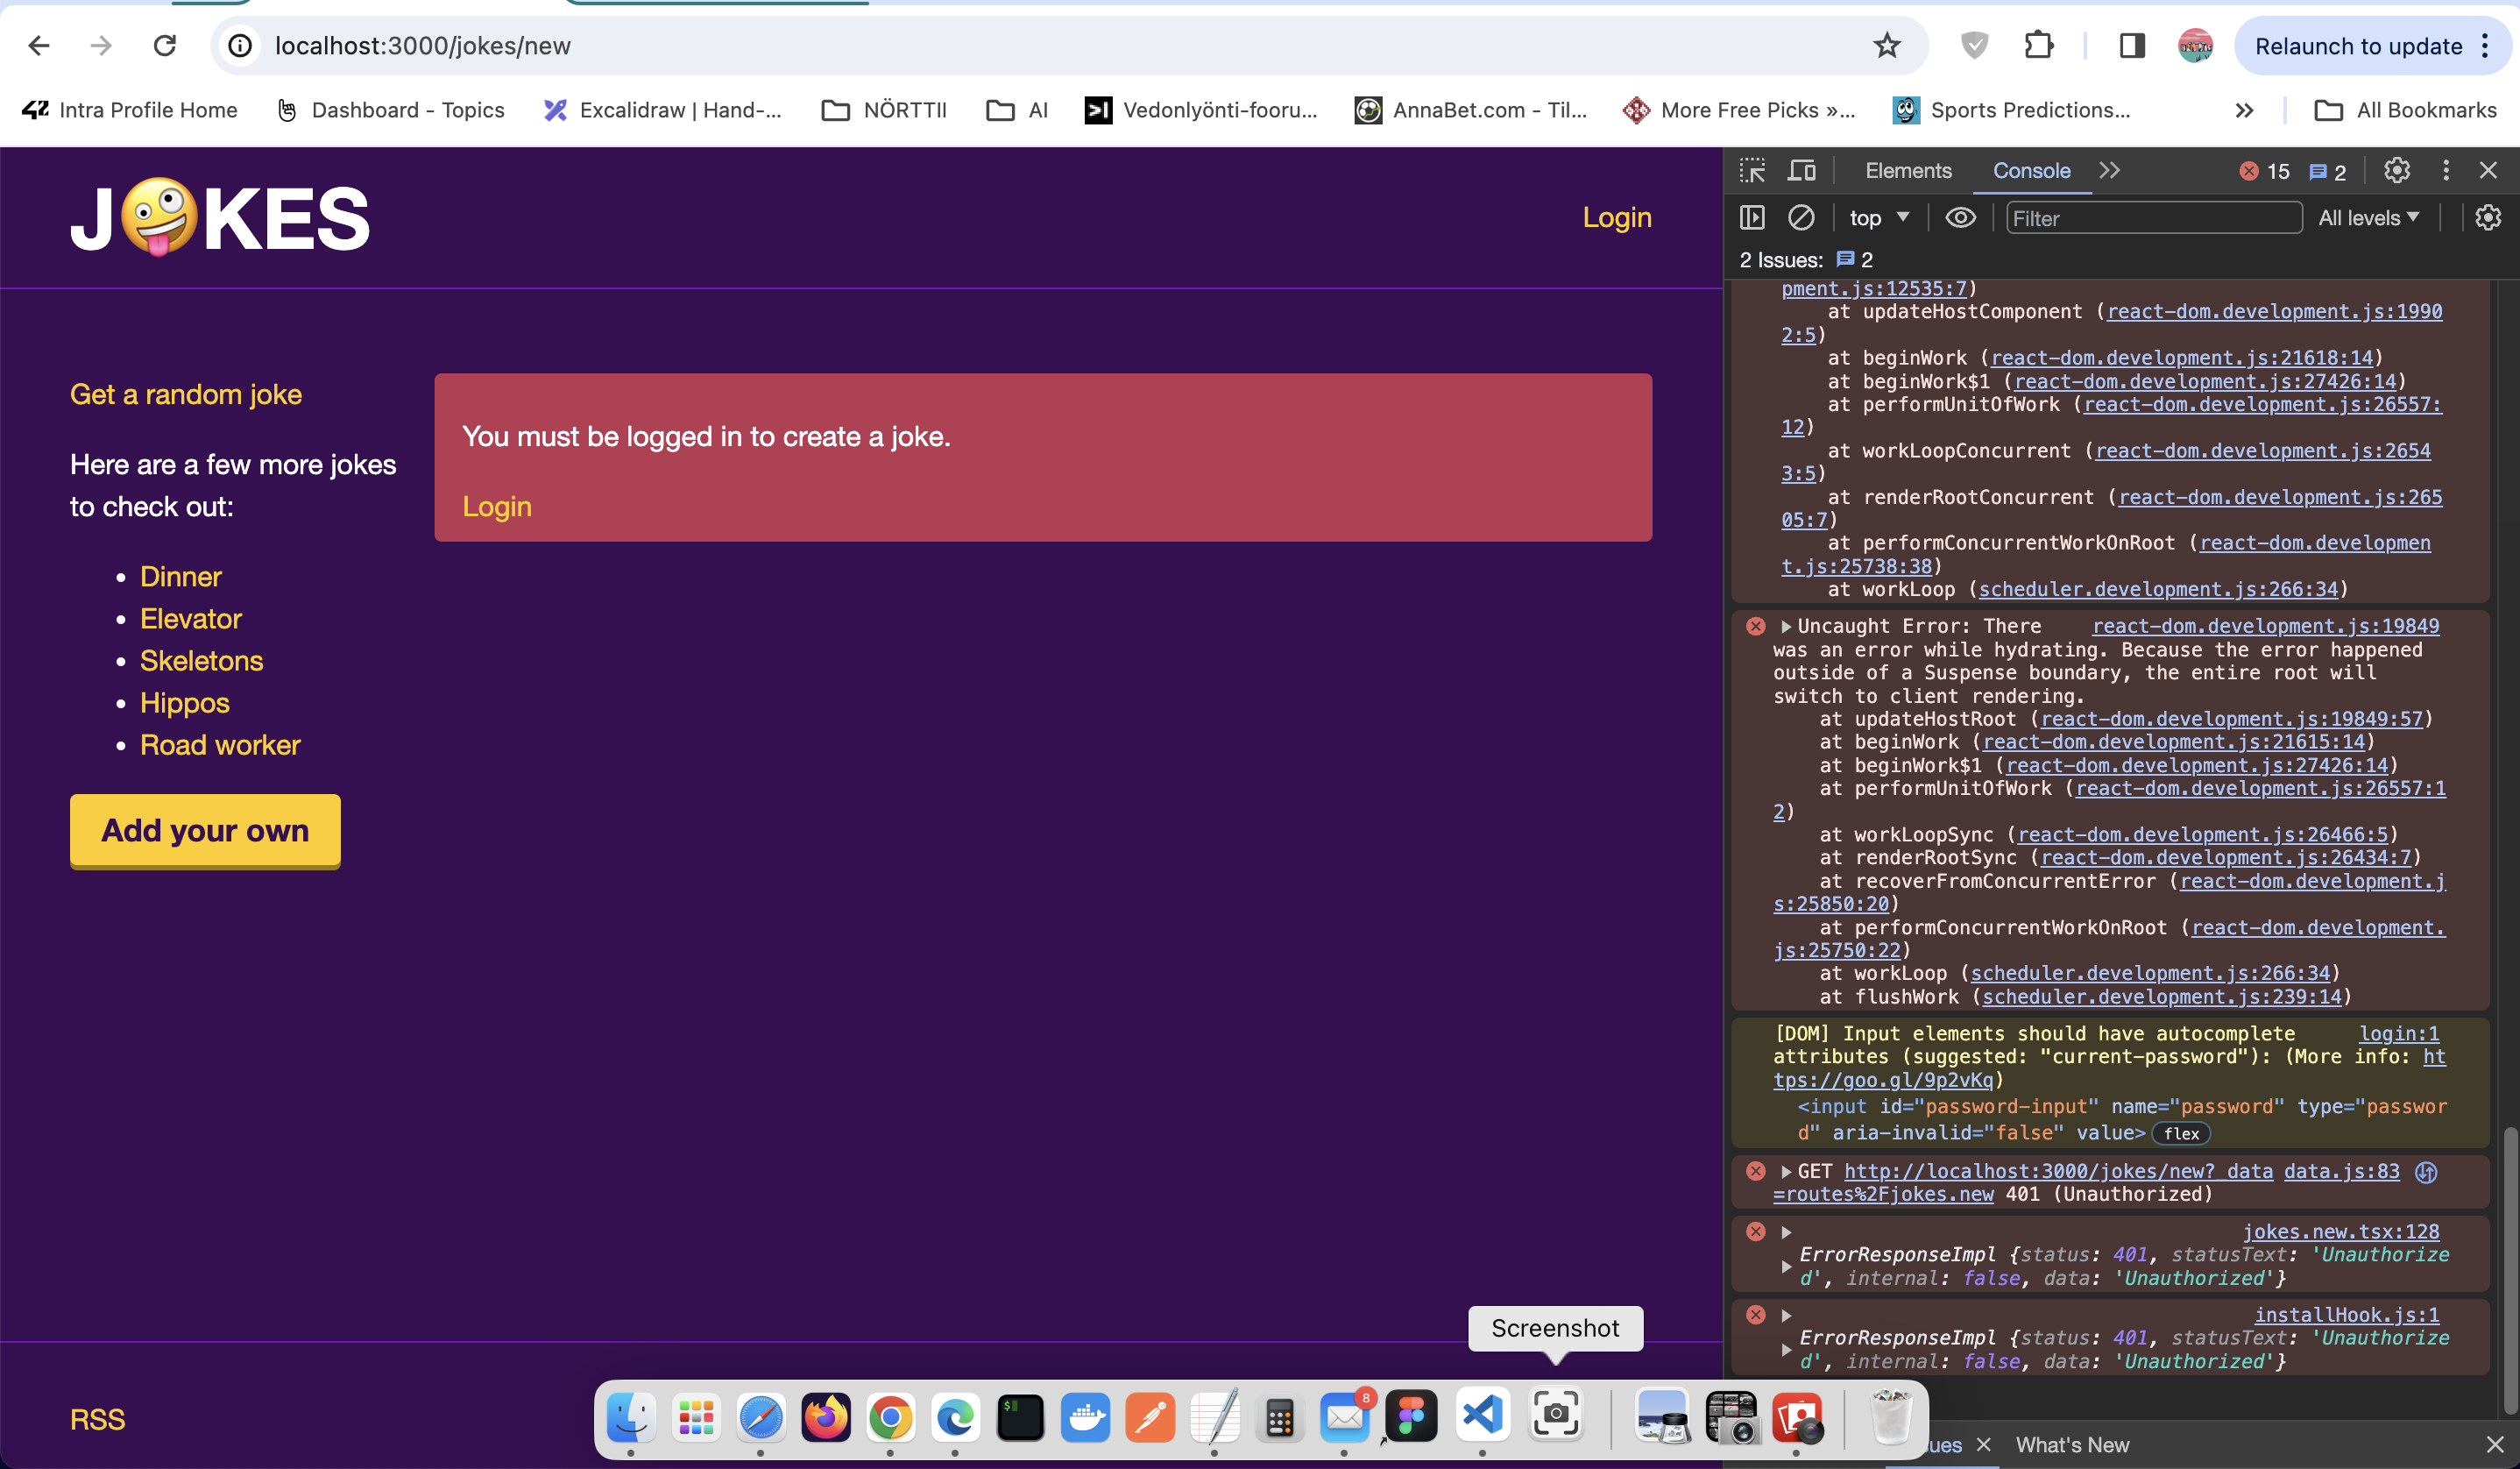 localhost:3000/jokes/new
Relaunch to update
Intra Profile Home
Dashboard - Topics
Excalidraw | Hand-...
NÖRTTII
AI
Vedonlyönti-fooru...
AnnaBet.com - Til...
More Free Picks »...
Sports Predictions...
All Bookmarks
J KES
Login
Get a random joke
Here are a few more jokes
to check out:
Dinner
Elevator
Skeletons
Hippos
Road worker
Add your own
You must be logged in to create a joke.
Login
RSS
Screenshot
8
Elements
Console
15
2
top
Filter
All levels
2 Issues: 2
pment.js:12535:7)
at updateHostComponent (react-dom.development.js:1990
2:5)
at beginWork (react-dom.development.js:21618:14)
at beginWork$1 (react-dom.development.js:27426:14)
at performUnitOfWork (react-dom.development.js:26557:
12)
at workLoopConcurrent (react-dom.development.js:2654
3:5)
at renderRootConcurrent (react-dom.development.js:265
05:7)
at performConcurrentWorkOnRoot (react-dom.developmen
t.js:25738:38)
at workLoop (scheduler.development.js:266:34)
Uncaught Error: There react-dom.development.js:19849
was an error while hydrating. Because the error happened
outside of a Suspense boundary, the entire root will
switch to client rendering.
at updateHostRoot (react-dom.development.js:19849:57)
at beginWork (react-dom.development.js:21615:14)
at beginWork$1 (react-dom.development.js:27426:14)
at performUnitOfWork (react-dom.development.js:26557:1
2)
at workLoopSync (react-dom.development.js:26466:5)
at renderRootSync (react-dom.development.js:26434:7)
at recoverFromConcurrentError (react-dom.development.j
s:25850:20)
at performConcurrentWorkOnRoot (react-dom.development.
js:25750:22)
at workLoop (scheduler.development.js:266:34)
at flushWork (scheduler.development.js:239:14)
[DOM] Input elements should have autocomplete login:1
attributes (suggested: "current-password"): (More info: ht
tps://goo.gl/9p2vKq)
<input id="password-input" name="password" type="passwor
d" aria-invalid="false" value> flex
GET http://localhost:3000/jokes/new?_data data.js:83
=routes%2Fjokes.new 401 (Unauthorized)
jokes.new.tsx:128
ErrorResponseImpl {status: 401, statusText: 'Unauthorize
d', internal: false, data: 'Unauthorized'}
installHook.js:1
ErrorResponseImpl {status: 401, statusText: 'Unauthorize
d', internal: false, data: 'Unauthorized'}
What's New